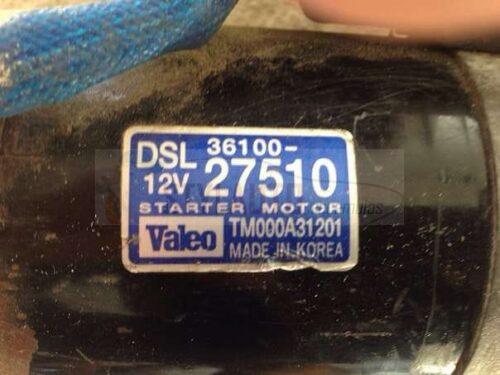 DSL 36100-
12V 27510
STARTER MOTOR
Valeo TM000A31201
MADE IN KOREA